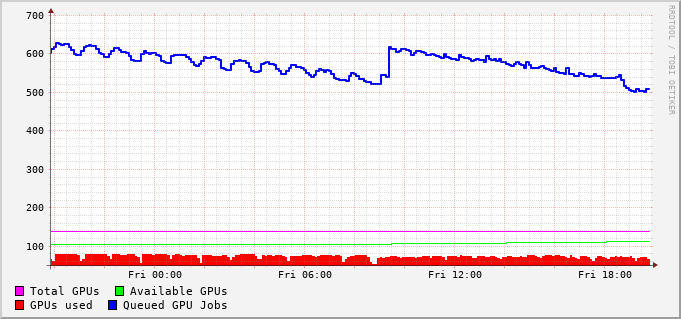 700
600
500
400
300
200
100
Fri 00:00 Fri 06:00 Fri 12:00 Fri 18:00
Total GPUs Available GPUs
GPUs used Queued GPU Jobs
RRDTOOL / TOBI OETIKER